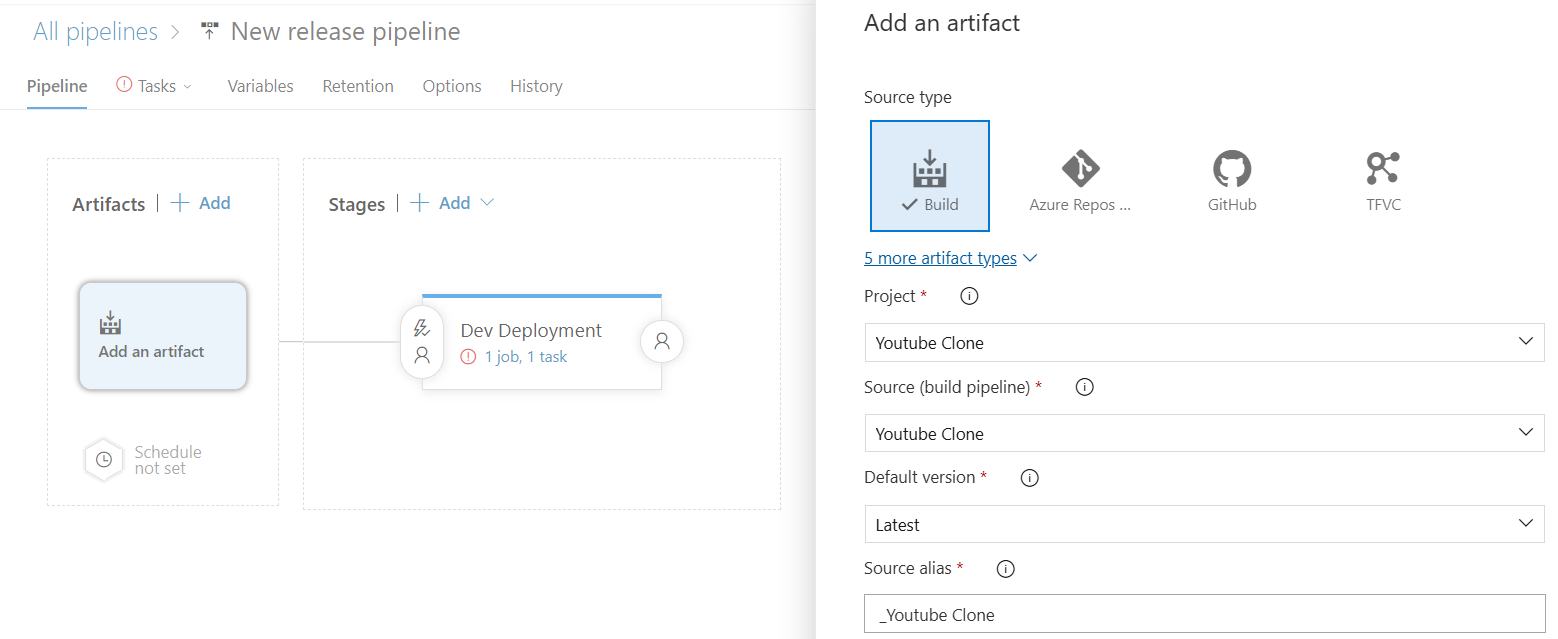 All pipelines > New release pipeline
Pipeline Tasks Variables Retention Options History
Artifacts | + Add
Stages | + Add
Add an artifact
Schedule
not set
Dev Deployment
1 job, 1 task
Add an artifact
Source type
Build Azure Repos ... GitHub TFVC
5 more artifact types
Project *
Youtube Clone
Source (build pipeline) *
Youtube Clone
Default version *
Latest
Source alias *
_Youtube Clone